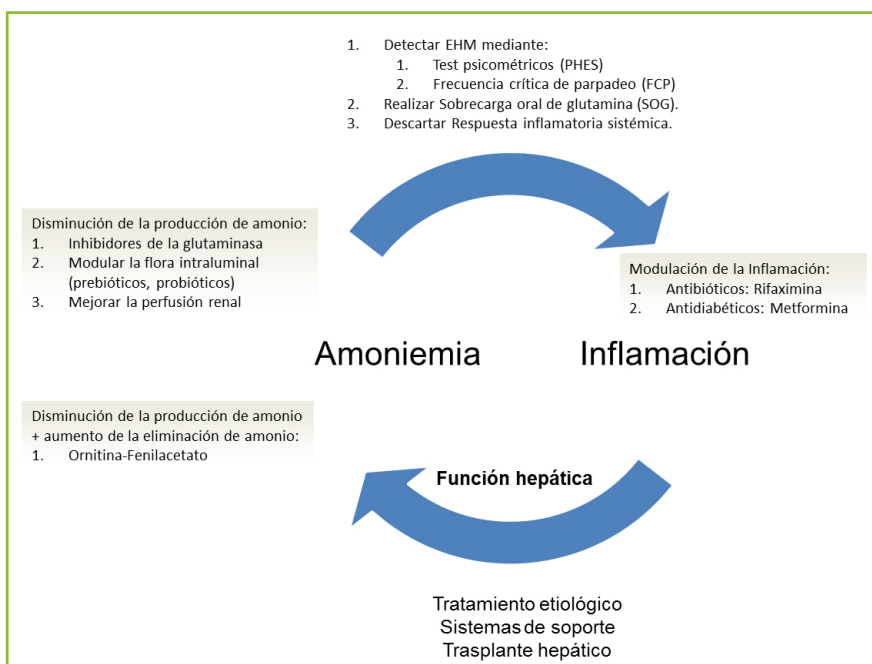 1. Detectar EHM mediante:
1. Test psicométricos (PHES)
2. Frecuencia crítica de parpadeo (FCP)
2. Realizar Sobrecarga oral de glutamina (SOG).
3. Descartar Respuesta inflamatoria sistémica.
Disminución de la producción de amonio:
1. Inhibidores de la glutaminasa
2. Modular la flora intraluminal
(prebióticos, probióticos)
3. Mejorar la perfusión renal
Modulación de la Inflamación:
1. Antibióticos: Rifaximina
2. Antidiabéticos: Metformina
Amoniemia
Inflamación
Disminución de la producción de amonio
+ aumento de la eliminación de amonio:
1. Ornitina-Fenilacetato
Función hepática
Tratamiento etiológico
Sistemas de soporte
Trasplante hepático